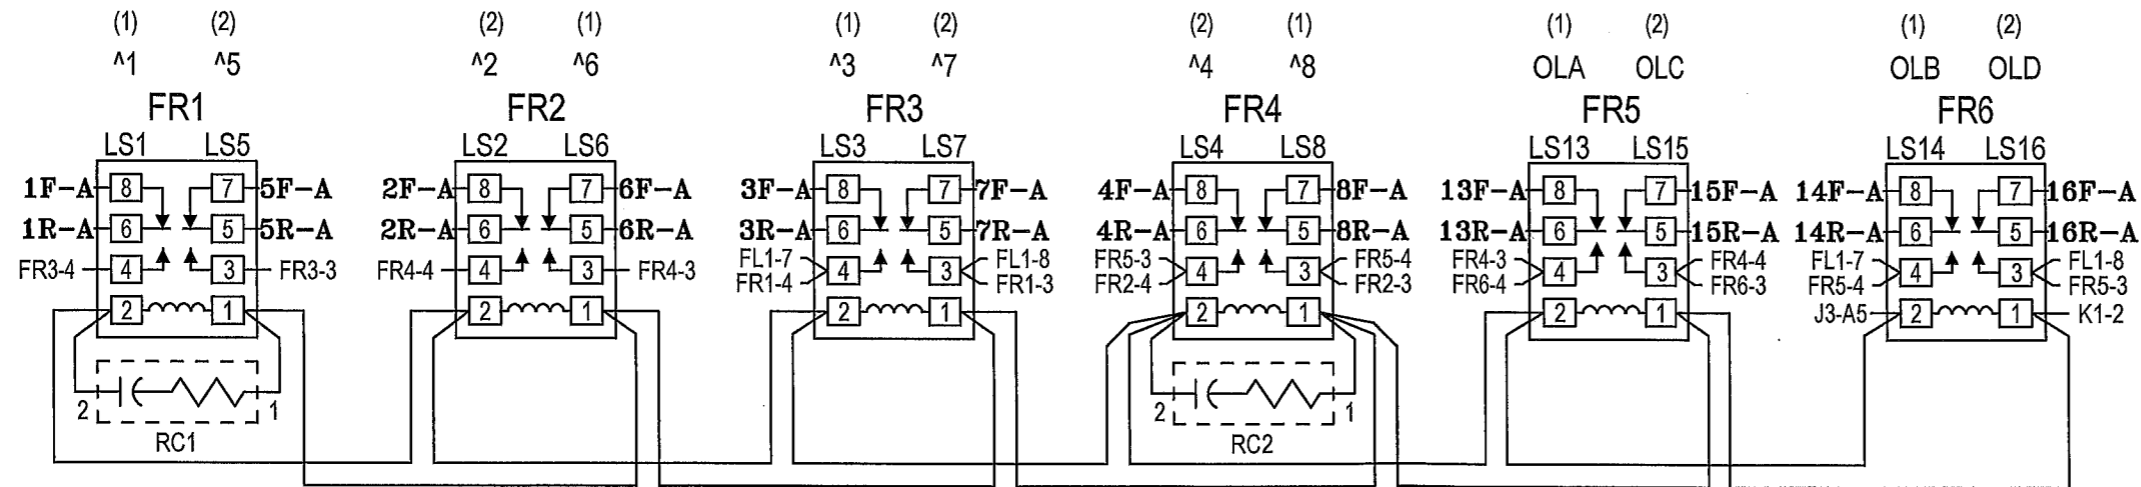 (1) (2) (2) (1) (1) (2) (2) (1) (1) (2) (1) (2)
^1 ^5 ^2 ^6 ^3 ^7 ^4 ^8 OLA OLC OLB OLD
FR1 FR2 FR3 FR4 FR5 FR6
LS1 LS5 LS2 LS6 LS3 LS7 LS4 LS8 LS13 LS15 LS14 LS16
1F-A 8 7 5F-A 2F-A 8 7 6F-A 3F-A 8 7 7F-A 4F-A 8 7 8F-A 13F-A 8 7 15F-A 14F-A 8 7 16F-A
1R-A 6 5 5R-A 2R-A 6 5 6R-A 3R-A 6 5 7R-A 4R-A 6 5 8R-A 13R-A 6 5 15R-A 14R-A 6 5 16R-A
FL1-7 FL1-8 FR5-3 FR5-4 FR4-3 FR4-4 FL1-7 FL1-8
FR3-4 4 3 FR3-3 FR4-4 4 3 FR4-3 4 3 4 3 4 3 4 3
FR1-4 FR1-3 FR2-4 FR2-3 FR6-4 FR6-3 FR5-4 FR5-3
2 1 2 1 2 1 2 1 2 1 J3-A5 2 1 K1-2
2 1 2 1
RC1 RC2